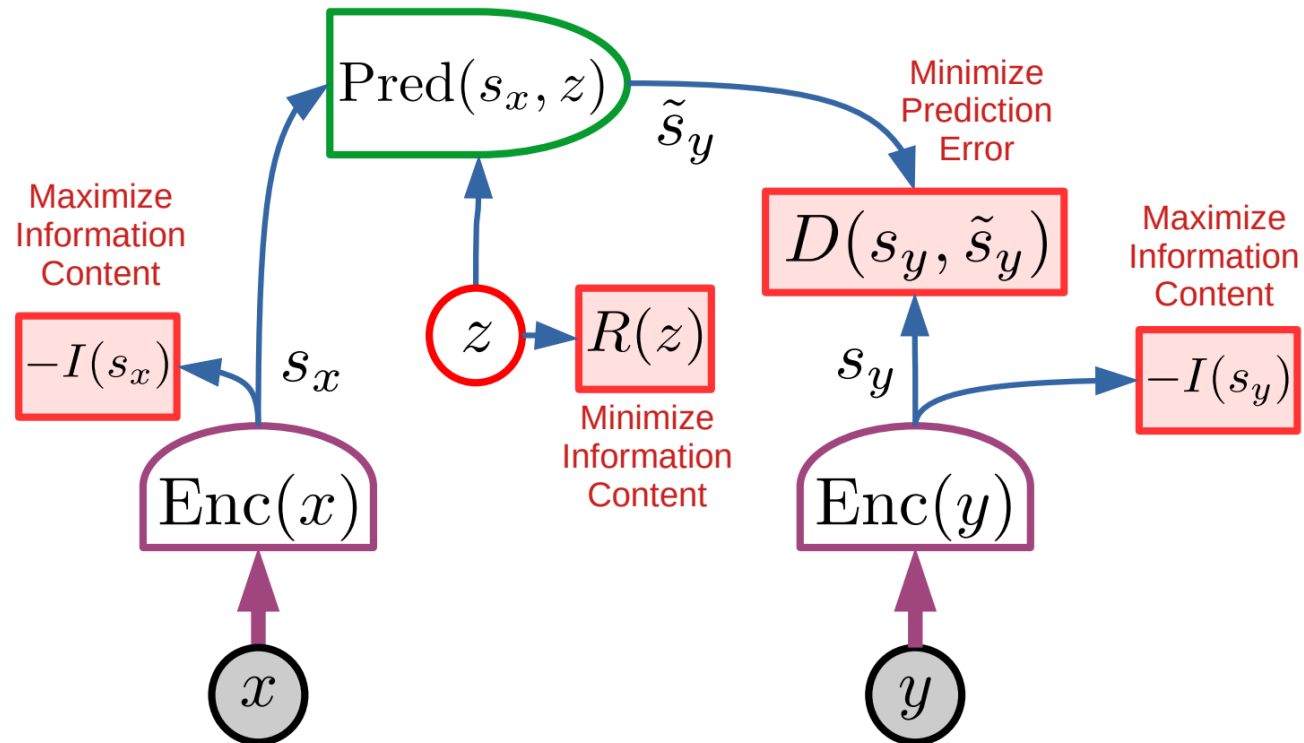 Pred(s_x, z)
s̃_y
Minimize
Prediction
Error
Maximize
Information
Content
D(s_y, s̃_y)
Maximize
Information
Content
z
R(z)
-I(s_x)
s_x
s_y
-I(s_y)
Minimize
Information
Content
Enc(x)
Enc(y)
x
y